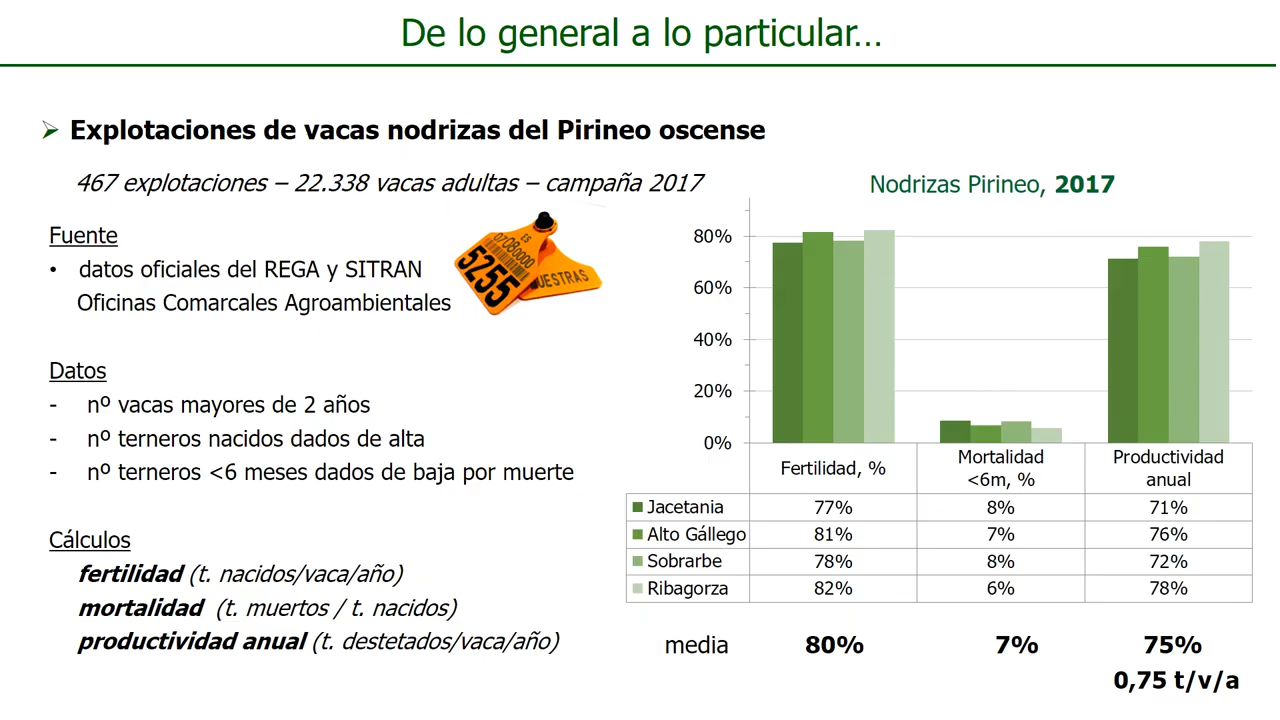 De lo general a lo particular...
➢ Explotaciones de vacas nodrizas del Pirineo oscense
467 explotaciones – 22.338 vacas adultas – campaña 2017
Fuente
• datos oficiales del REGA y SITRAN
Oficinas Comarcales Agroambientales
ES
07080000
5255
UESTRAS
Datos
- nº vacas mayores de 2 años
- nº terneros nacidos dados de alta
- nº terneros <6 meses dados de baja por muerte
Cálculos
fertilidad (t. nacidos/vaca/año)
mortalidad (t. muertos / t. nacidos)
productividad anual (t. destetados/vaca/año)
Nodrizas Pirineo, 2017
80%
60%
40%
20%
0%
Fertilidad, % Mortalidad <6m, % Productividad anual
Jacetania 77% 8% 71%
Alto Gállego 81% 7% 76%
Sobrarbe 78% 8% 72%
Ribagorza 82% 6% 78%
media 80% 7% 75%
0,75 t/v/a